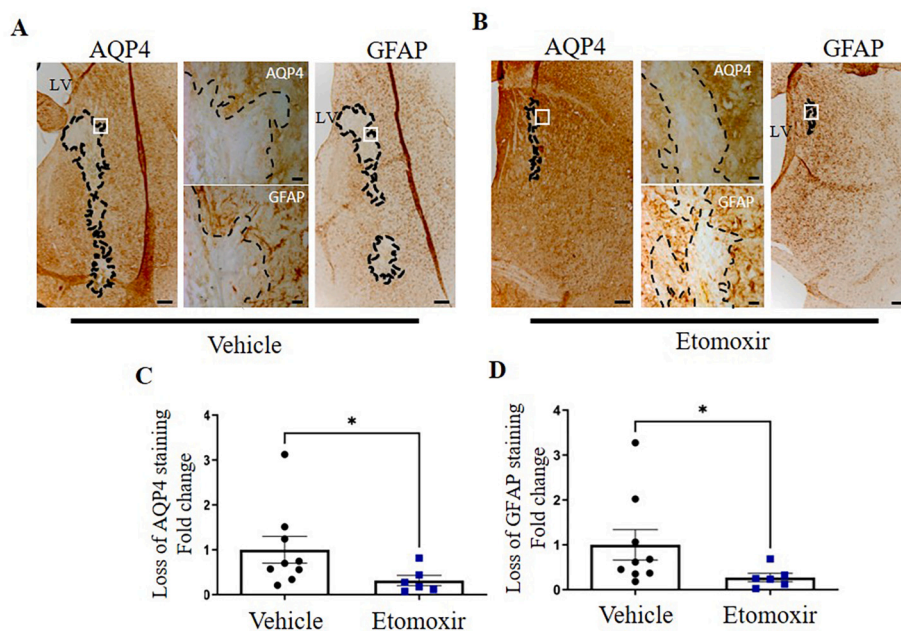 A
AQP4
GFAP
LV
AQP4
GFAP
LV
Vehicle
B
AQP4
GFAP
AQP4
GFAP
LV
LV
Etomoxir
C
Loss of AQP4 staining
Fold change
4
3
2
1
0
*
Vehicle
Etomoxir
D
Loss of GFAP staining
Fold change
4
3
2
1
0
*
Vehicle
Etomoxir